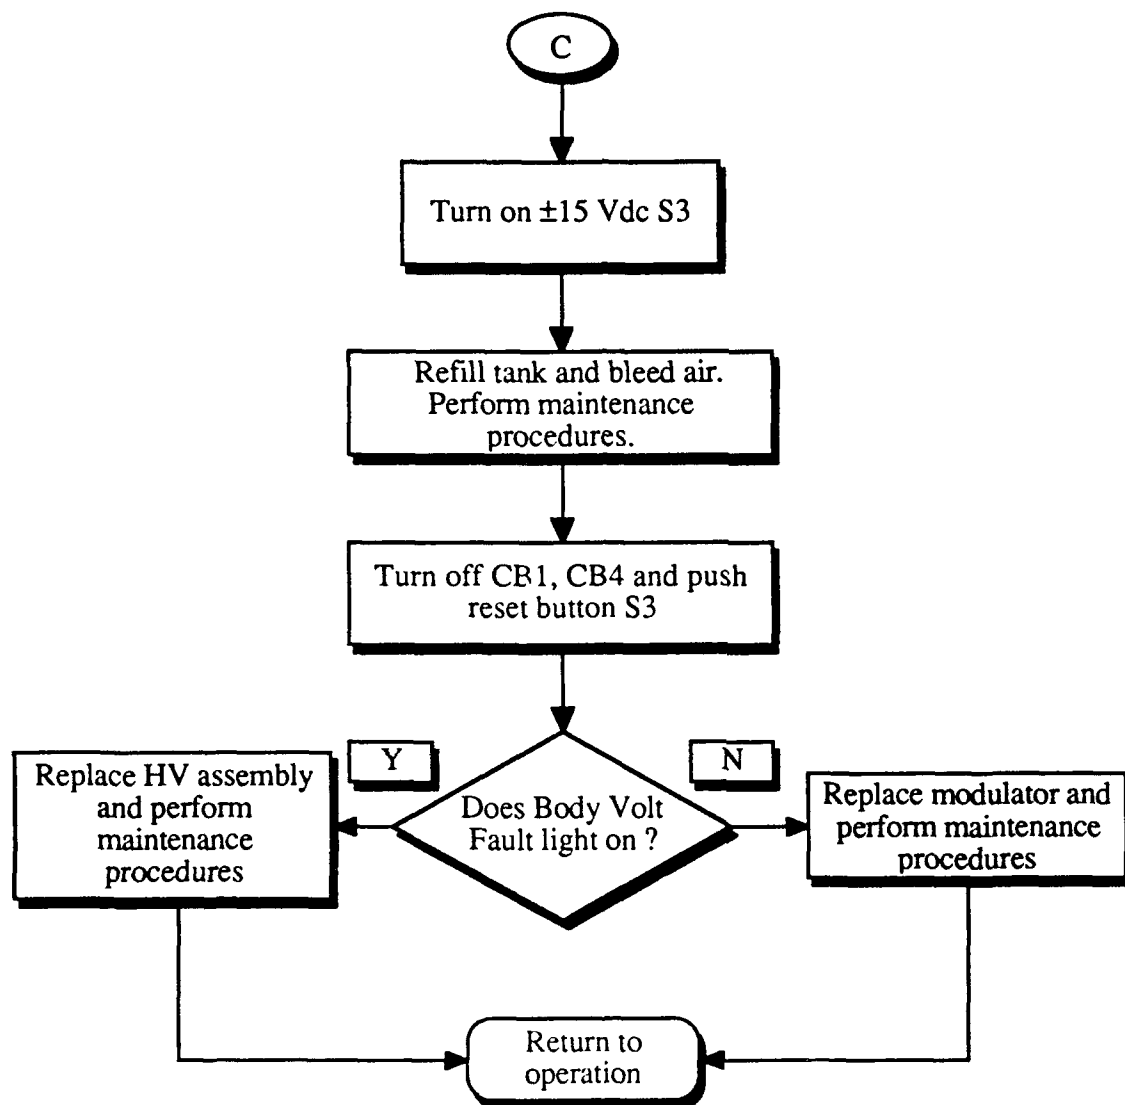 C
Turn on ±15 Vdc S3
Refill tank and bleed air.
Perform maintenance
procedures.
Turn off CB1, CB4 and push
reset button S3
Y
N
Does Body Volt
Fault light on ?
Replace HV assembly
and perform
maintenance
procedures
Replace modulator and
perform maintenance
procedures
Return to
operation